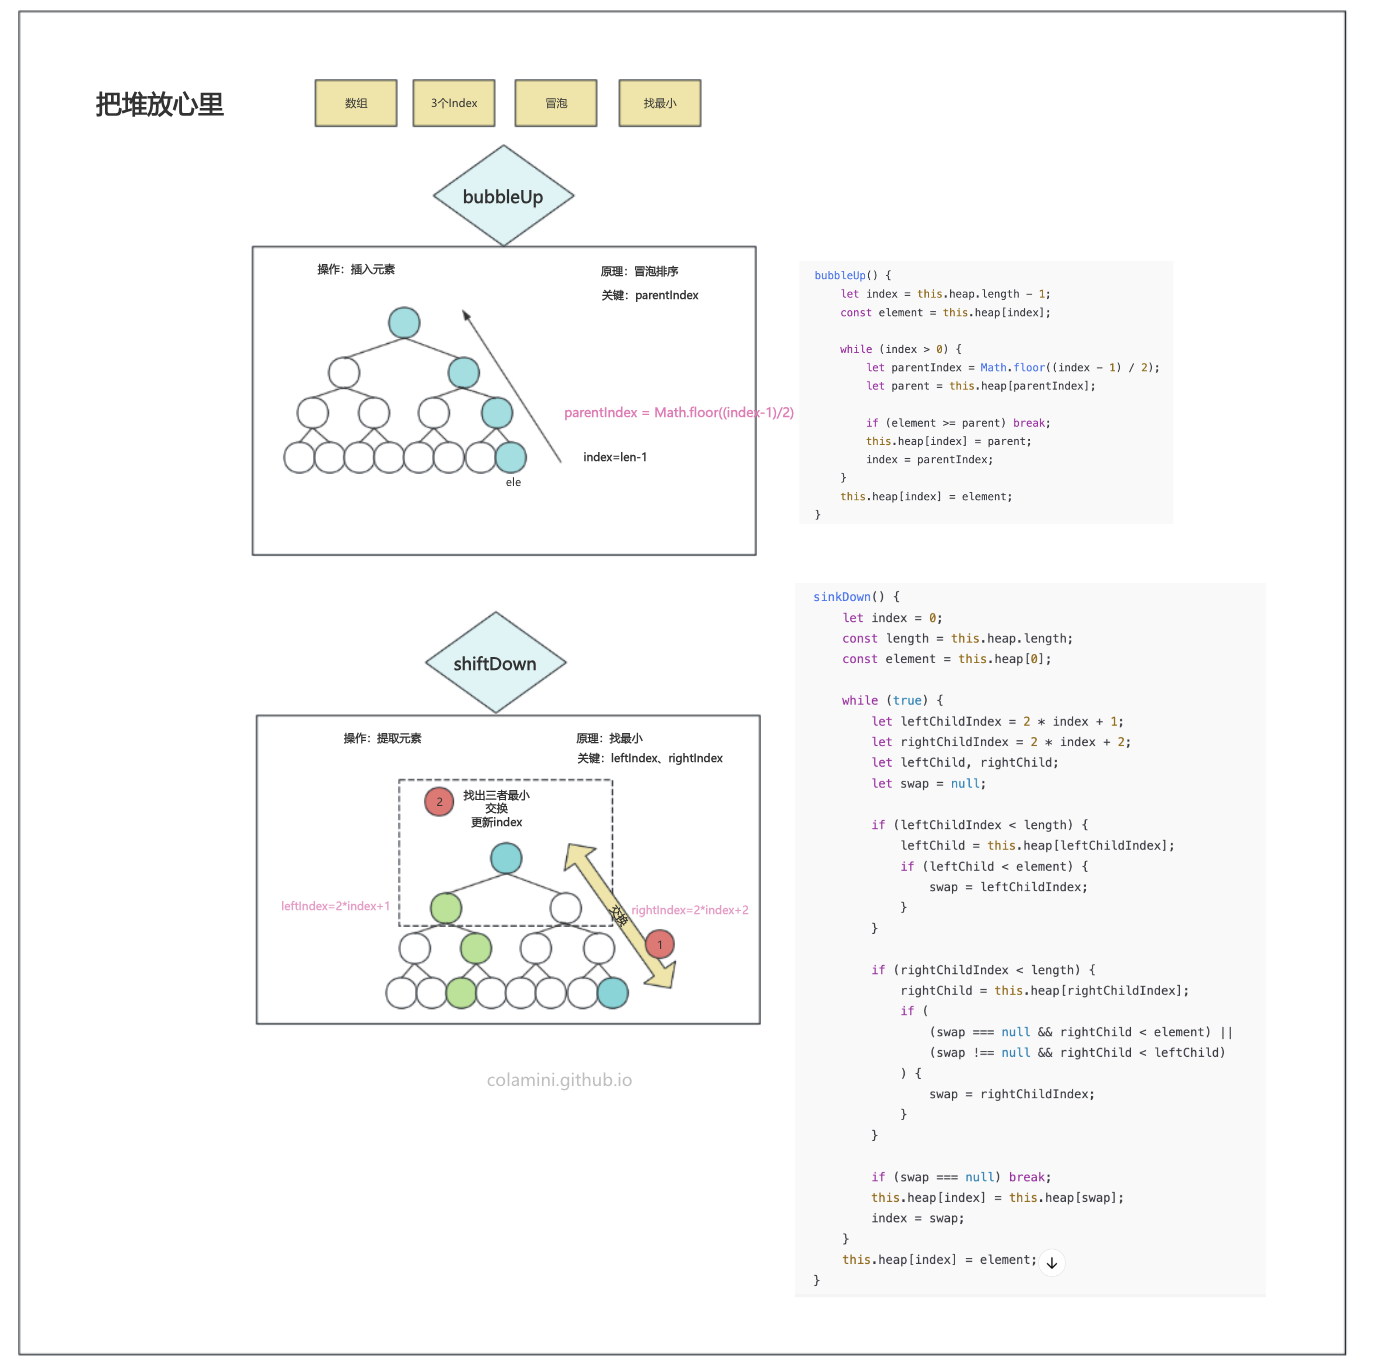 把堆放心里
数组
3个Index
冒泡
找最小
bubbleUp
操作：插入元素
原理：冒泡排序
关键：parentIndex
parentIndex = Math.floor((index-1)/2)
index=len-1
ele
bubbleUp() {
    let index = this.heap.length - 1;
    const element = this.heap[index];

    while (index > 0) {
        let parentIndex = Math.floor((index - 1) / 2);
        let parent = this.heap[parentIndex];

        if (element >= parent) break;
        this.heap[index] = parent;
        index = parentIndex;
    }
    this.heap[index] = element;
}
shiftDown
操作：提取元素
原理：找最小
关键：leftIndex、rightIndex
2
找出三者最小
交换
更新index
leftIndex=2*index+1
交换
rightIndex=2*index+2
1
colamini.github.io
sinkDown() {
    let index = 0;
    const length = this.heap.length;
    const element = this.heap[0];

    while (true) {
        let leftChildIndex = 2 * index + 1;
        let rightChildIndex = 2 * index + 2;
        let leftChild, rightChild;
        let swap = null;

        if (leftChildIndex < length) {
            leftChild = this.heap[leftChildIndex];
            if (leftChild < element) {
                swap = leftChildIndex;
            }
        }

        if (rightChildIndex < length) {
            rightChild = this.heap[rightChildIndex];
            if (
                (swap === null && rightChild < element) ||
                (swap !== null && rightChild < leftChild)
            ) {
                swap = rightChildIndex;
            }
        }

        if (swap === null) break;
        this.heap[index] = this.heap[swap];
        index = swap;
    }
    this.heap[index] = element;
}